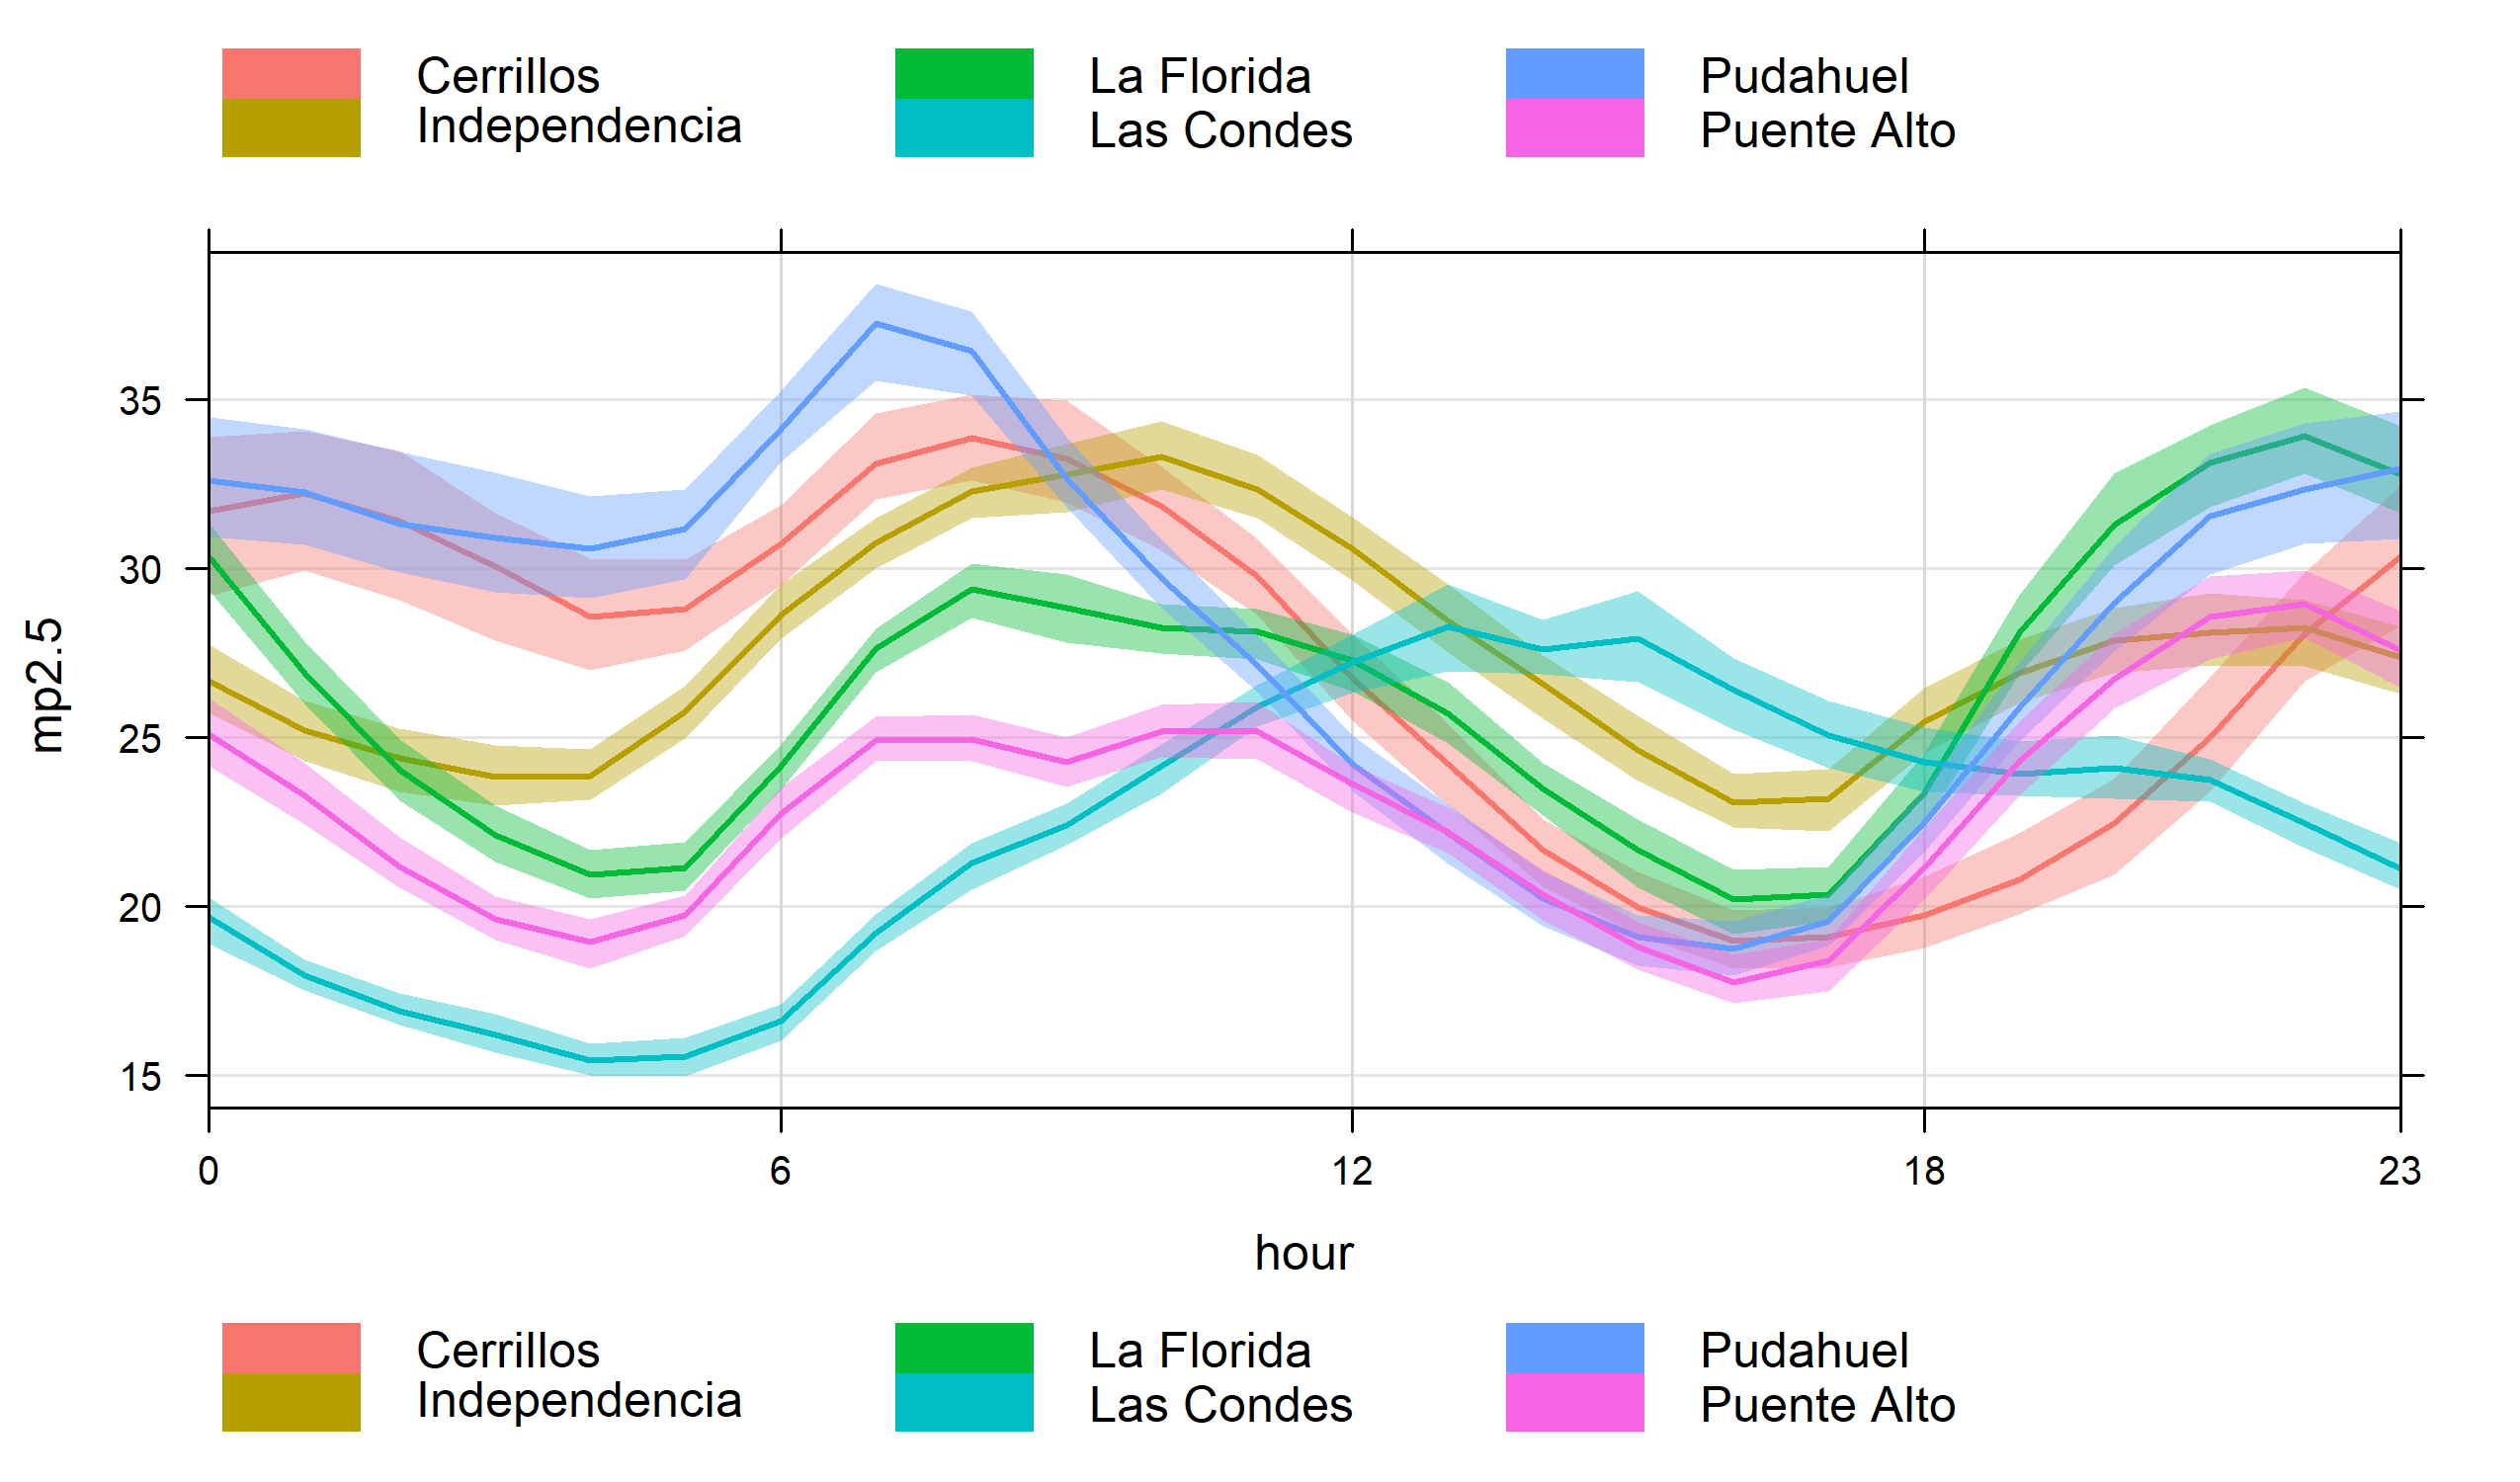 Cerrillos La Florida Pudahuel
Independencia Las Condes Puente Alto
35
30
25
20
15
mp2.5
0 6 12 18 23
hour
Cerrillos La Florida Pudahuel
Independencia Las Condes Puente Alto